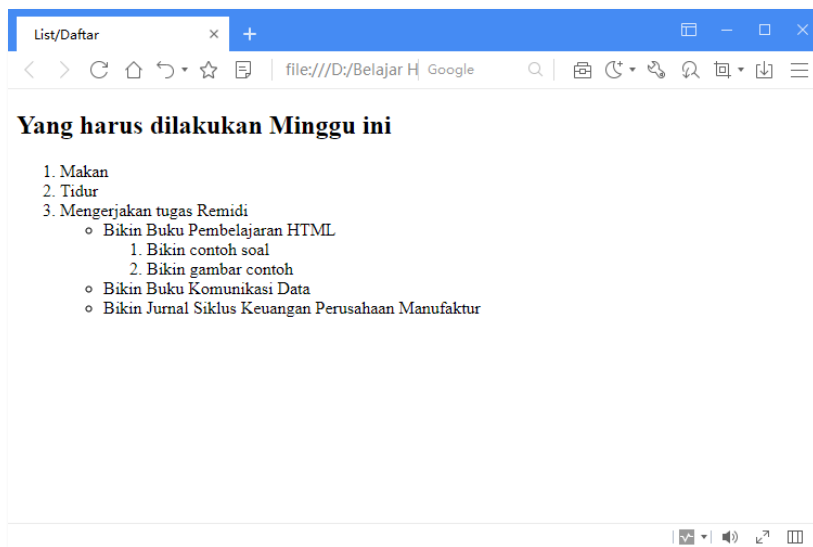 List/Daftar
file:///D:/Belajar H Google
Yang harus dilakukan Minggu ini
1. Makan
2. Tidur
3. Mengerjakan tugas Remidi
Bikin Buku Pembelajaran HTML
1. Bikin contoh soal
2. Bikin gambar contoh
Bikin Buku Komunikasi Data
Bikin Jurnal Siklus Keuangan Perusahaan Manufaktur